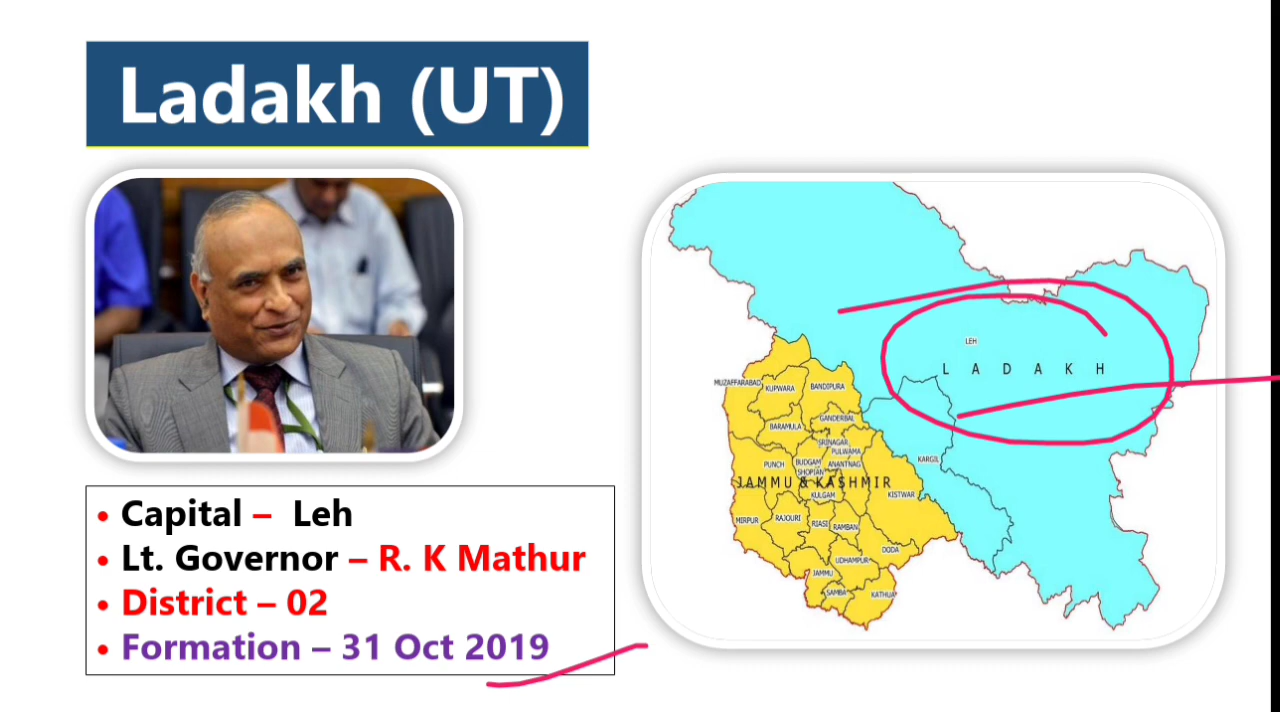 Ladakh (UT)
• Capital – Leh
• Lt. Governor – R. K Mathur
• District – 02
• Formation – 31 Oct 2019
LEH
L A D A K H
MUZAFFARABAD
KUPWARA
BANDIPURA
GANDERBAL
BARAMULA
SRINAGAR
PULWAMA
PUNCH
BUDGAM
ANANTNAG
SHOPIAN
KARGIL
JAMMU & KASHMIR
KULGAM
KISTWAR
MIRPUR
RAJOURI
RIASI
RAMBAN
DODA
UDHAMPUR
JAMMU
SAMBA
KATHUA